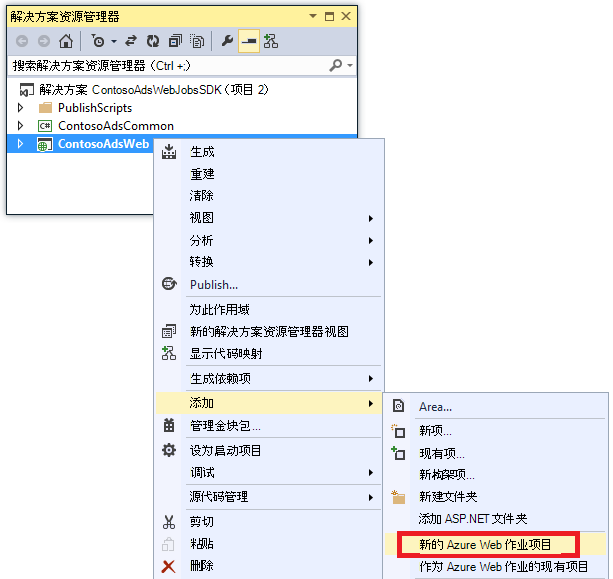 解决方案资源管理器
搜索解决方案资源管理器（Ctrl +;）
解决方案 ContosoAdsWebJobsSDK（项目 2）
PublishScripts
ContosoAdsCommon
ContosoAdsWeb
生成
重建
清除
视图
分析
转换
Publish...
为此作用域
新的解决方案资源管理器视图
显示代码映射
生成依赖项
添加
管理金块包...
设为启动项目
调试
源代码管理
剪切
粘贴
删除
Area...
新项...
现有项...
新构架项...
新建文件夹
添加 ASP.NET 文件夹
新的 Azure Web 作业项目
作为 Azure Web 作业的现有项目